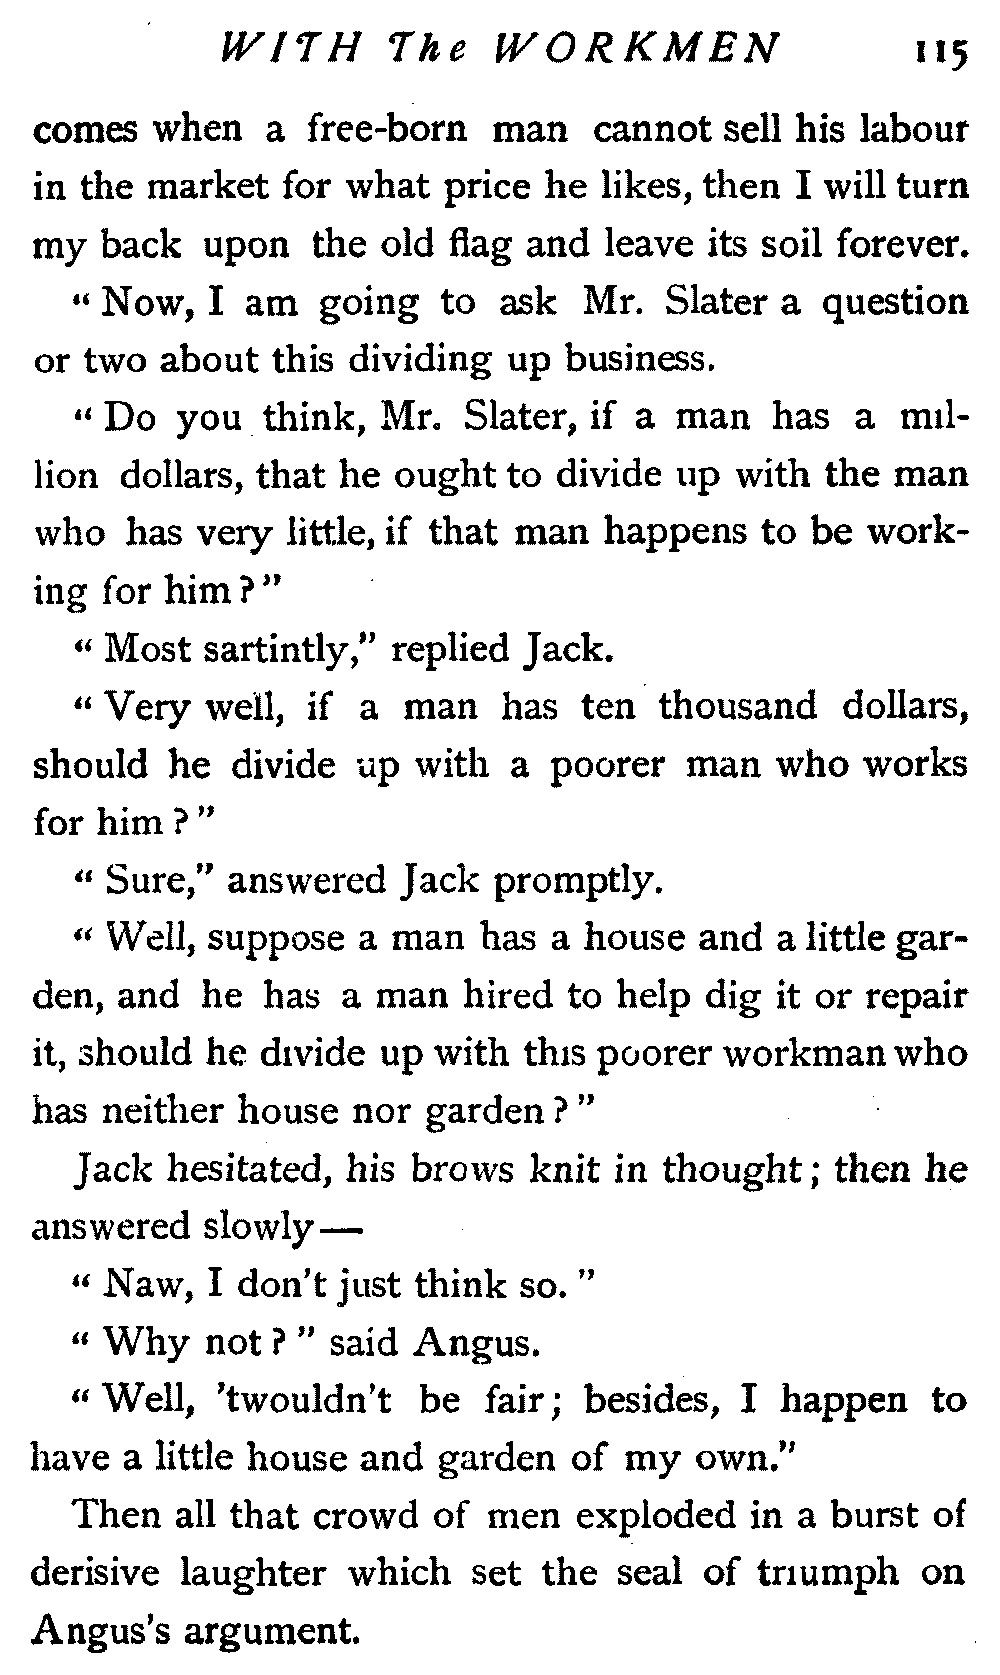 WITH The WORKMEN 115
comes when a free-born man cannot sell his labour
in the market for what price he likes, then I will turn
my back upon the old flag and leave its soil forever.
“ Now, I am going to ask Mr. Slater a question
or two about this dividing up business.
“ Do you think, Mr. Slater, if a man has a mil-
lion dollars, that he ought to divide up with the man
who has very little, if that man happens to be work-
ing for him ? ”
“ Most sartintly,” replied Jack.
“ Very well, if a man has ten thousand dollars,
should he divide up with a poorer man who works
for him ? ”
“ Sure,” answered Jack promptly.
“ Well, suppose a man has a house and a little gar-
den, and he has a man hired to help dig it or repair
it, should he divide up with this poorer workman who
has neither house nor garden ? ”
Jack hesitated, his brows knit in thought ; then he
answered slowly—
“ Naw, I don't just think so. ”
“ Why not ? ” said Angus.
“ Well, 'twouldn't be fair ; besides, I happen to
have a little house and garden of my own.”
Then all that crowd of men exploded in a burst of
derisive laughter which set the seal of triumph on
Angus's argument.